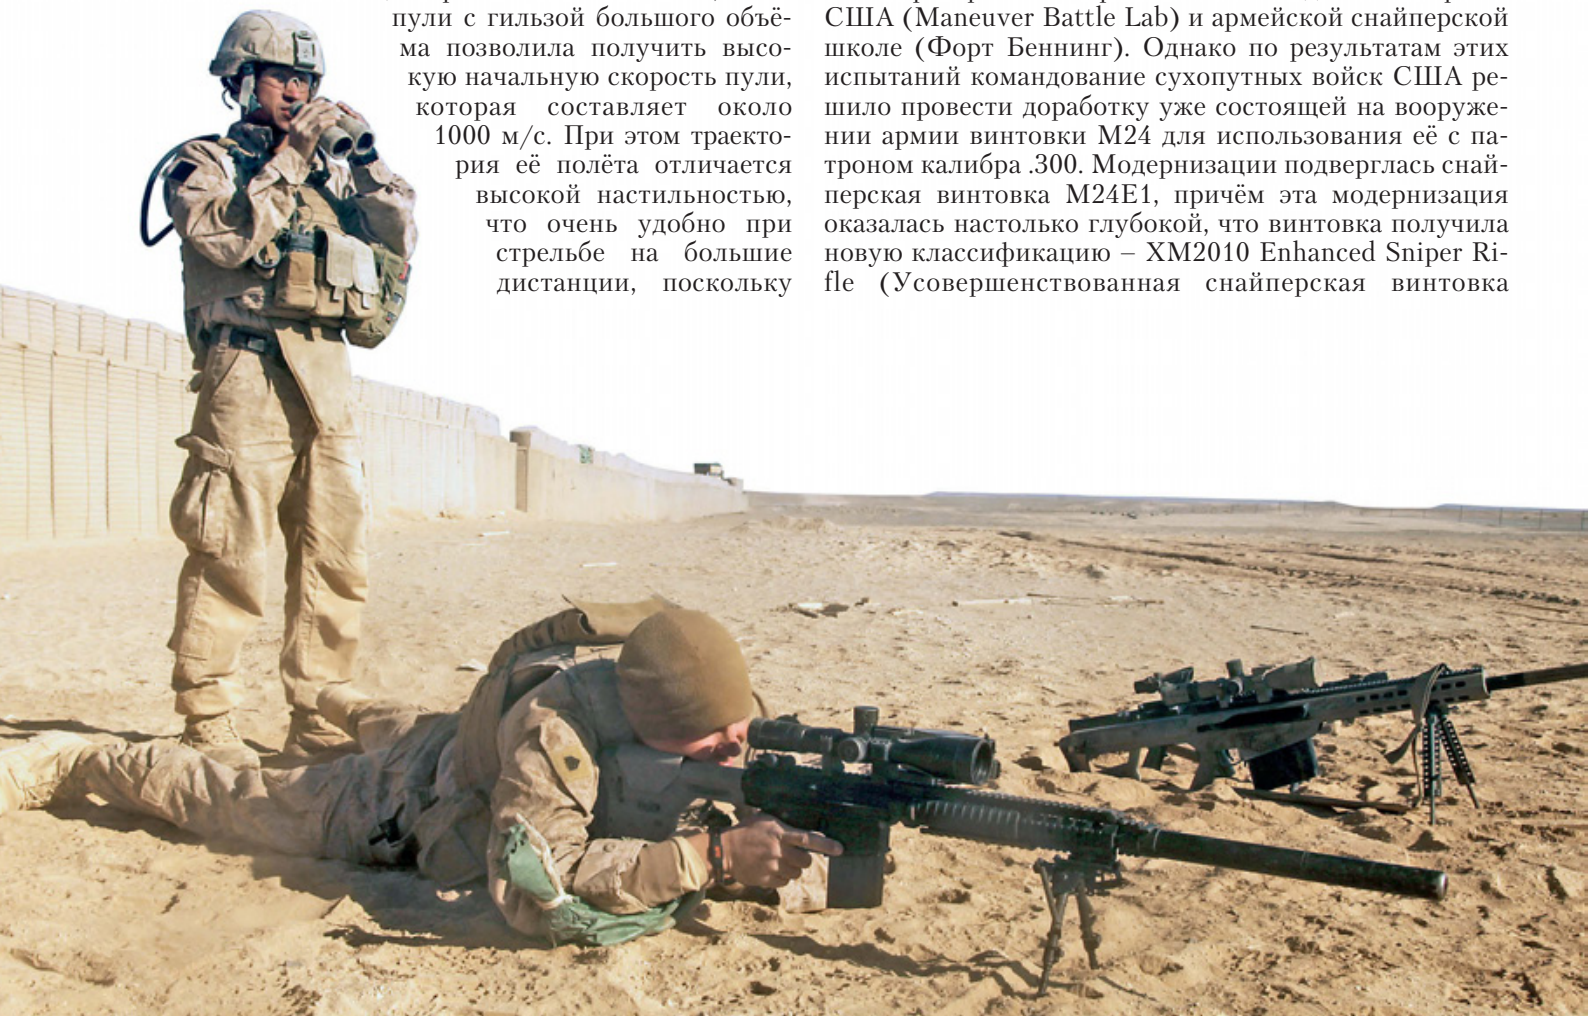 пули с гильзой большого объё-
ма позволила получить высо-
кую начальную скорость пули,
которая составляет около
1000 м/с. При этом траекто-
рия её полёта отличается
высокой настильностью,
что очень удобно при
стрельбе на большие
дистанции, поскольку
США (Maneuver Battle Lab) и армейской снайперской
школе (Форт Беннинг). Однако по результатам этих
испытаний командование сухопутных войск США ре-
шило провести доработку уже состоящей на вооруже-
нии армии винтовки М24 для использования её с па-
троном калибра .300. Модернизации подверглась снай-
перская винтовка М24Е1, причём эта модернизация
оказалась настолько глубокой, что винтовка получила
новую классификацию – XM2010 Enhanced Sniper Ri-
fle (Усовершенствованная снайперская винтовка